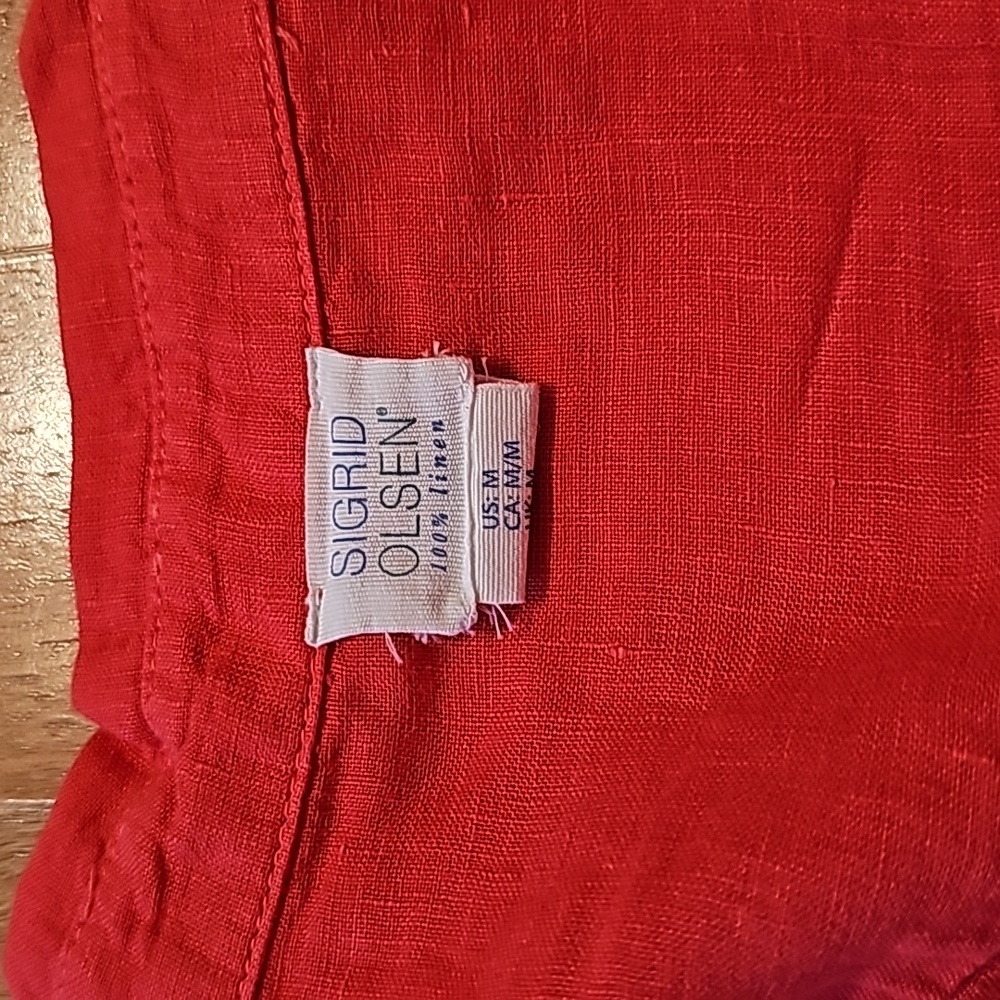 SIGRID
OLSEN®
100% linen
US: M
CA: M/M